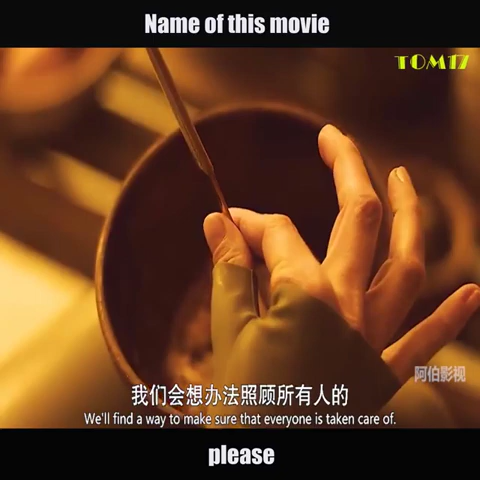 Name of this movie
TOM17
阿伯影视
我们会想办法照顾所有人的
We'll find a way to make sure that everyone is taken care of.
please